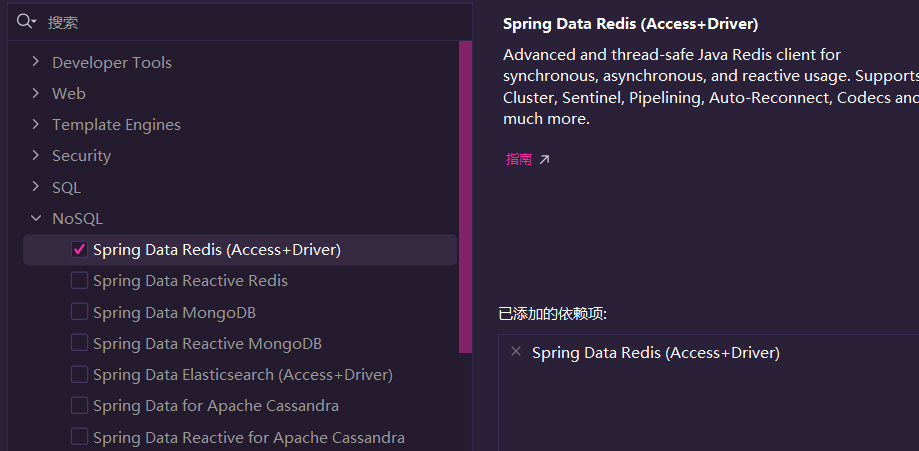 搜索
Developer Tools
Web
Template Engines
Security
SQL
NoSQL
Spring Data Redis (Access+Driver)
Spring Data Reactive Redis
Spring Data MongoDB
Spring Data Reactive MongoDB
Spring Data Elasticsearch (Access+Driver)
Spring Data for Apache Cassandra
Spring Data Reactive for Apache Cassandra
Spring Data Redis (Access+Driver)
Advanced and thread-safe Java Redis client for
synchronous, asynchronous, and reactive usage. Supports
Cluster, Sentinel, Pipelining, Auto-Reconnect, Codecs and
much more.
指南
已添加的依赖项:
Spring Data Redis (Access+Driver)